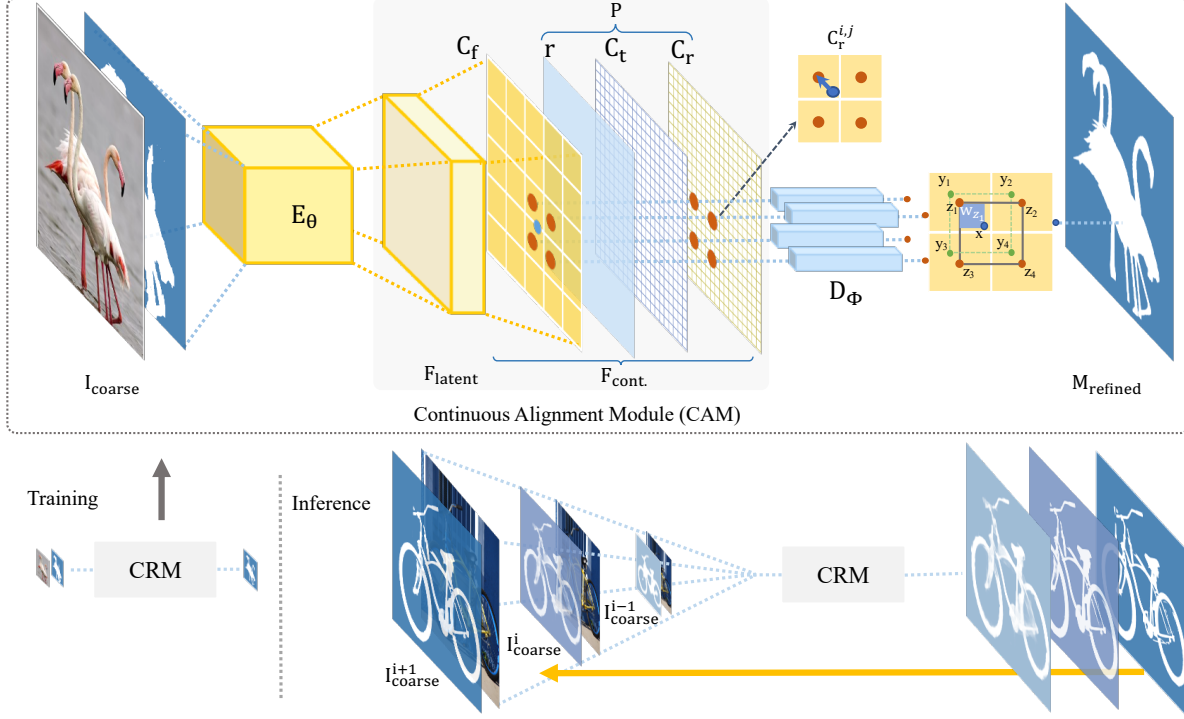 P
C_f
r
C_t
C_r
C_r^{i,j}
E_θ
y_1
y_2
z_1
w_{z_1}
z_2
x
y_3
y_4
z_3
z_4
D_Φ
I_coarse
F_latent
F_cont.
M_refined
Continuous Alignment Module (CAM)
Training
Inference
CRM
CRM
I_coarse^{i-1}
I_coarse^{i}
I_coarse^{i+1}